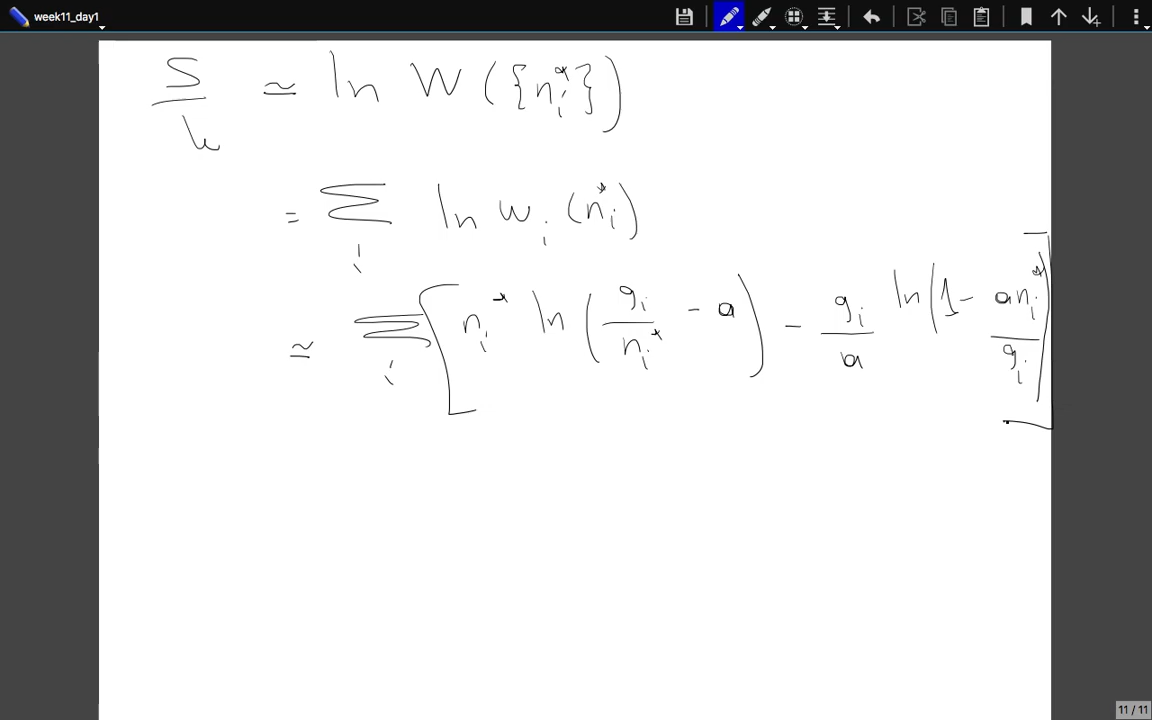 week11_day1
S/k ≃ ln W ({n_i^*})
= Σ_i ln w_i (n_i^*)
≃ Σ_i [ n_i^* ln ( g_i/n_i^* - a ) - g_i/a ln ( 1 - a n_i^*/g_i ) ]
11 / 11